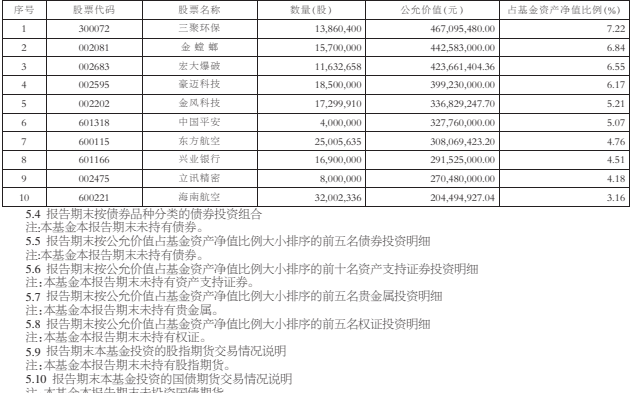 序号 股票代码 股票名称 数量(股) 公允价值(元) 占基金资产净值比例(%)
1 300072 三聚环保 13,860,400 467,095,480.00 7.22
2 002081 金 螳 螂 15,700,000 442,583,000.00 6.84
3 002683 宏大爆破 11,632,658 423,661,404.36 6.55
4 002595 豪迈科技 18,500,000 399,230,000.00 6.17
5 002202 金风科技 17,299,910 336,829,247.70 5.21
6 601318 中国平安 4,000,000 327,760,000.00 5.07
7 600115 东方航空 25,005,635 308,069,423.20 4.76
8 601166 兴业银行 16,900,000 291,525,000.00 4.51
9 002475 立讯精密 8,000,000 270,480,000.00 4.18
10 600221 海南航空 32,002,336 204,494,927.04 3.16
5.4 报告期末按债券品种分类的债券投资组合
注:本基金本报告期末未持有债券。
5.5 报告期末按公允价值占基金资产净值比例大小排序的前五名债券投资明细
注:本基金本报告期末未持有债券。
5.6 报告期末按公允价值占基金资产净值比例大小排序的前十名资产支持证券投资明细
注:本基金本报告期末未持有资产支持证券。
5.7 报告期末按公允价值占基金资产净值比例大小排序的前五名贵金属投资明细
注:本基金本报告期末未持有贵金属。
5.8 报告期末按公允价值占基金资产净值比例大小排序的前五名权证投资明细
注:本基金本报告期末未持有权证。
5.9 报告期末本基金投资的股指期货交易情况说明
注:本基金本报告期末未持有股指期货。
5.10 报告期末本基金投资的国债期货交易情况说明
注:本基金本报告期末未投资国债期货